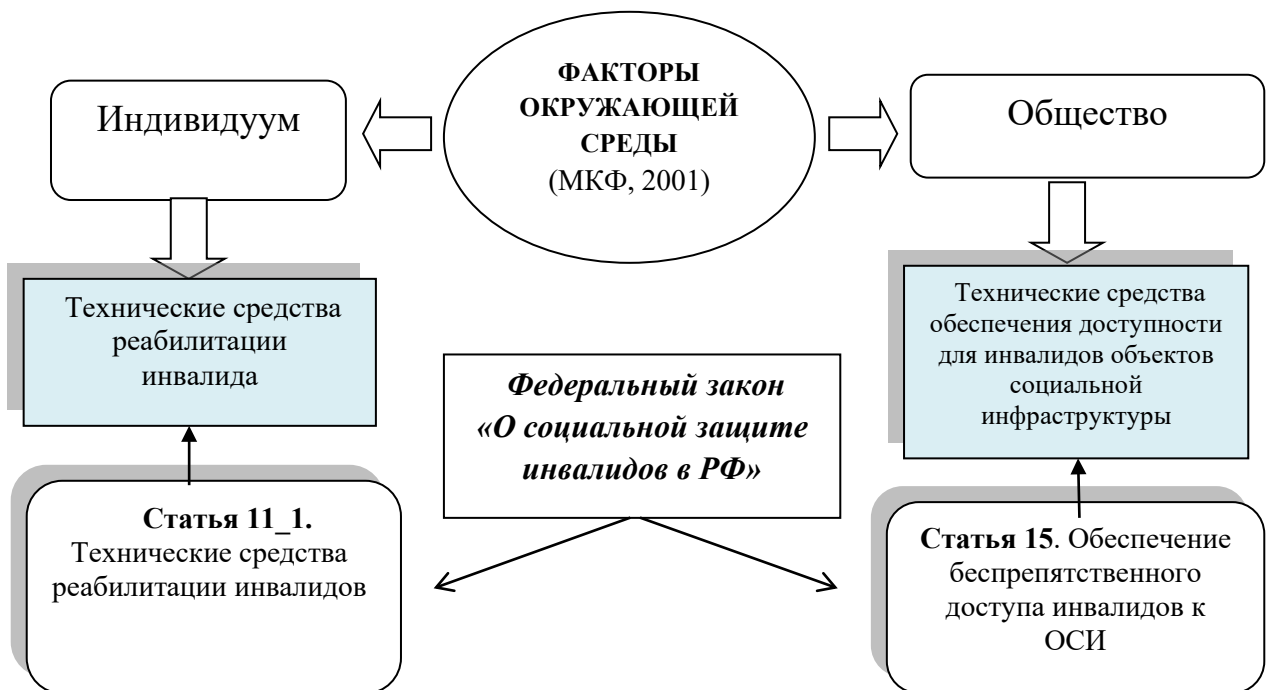 ФАКТОРЫ
ОКРУЖАЮЩЕЙ
СРЕДЫ
(МКФ, 2001)
Индивидуум
Общество
Технические средства
реабилитации
инвалида
Технические средства
обеспечения доступности
для инвалидов объектов
социальной
инфраструктуры
Федеральный закон
«О социальной защите
инвалидов в РФ»
Статья 11_1.
Технические средства
реабилитации инвалидов
Статья 15. Обеспечение
беспрепятственного
доступа инвалидов к
ОСИ